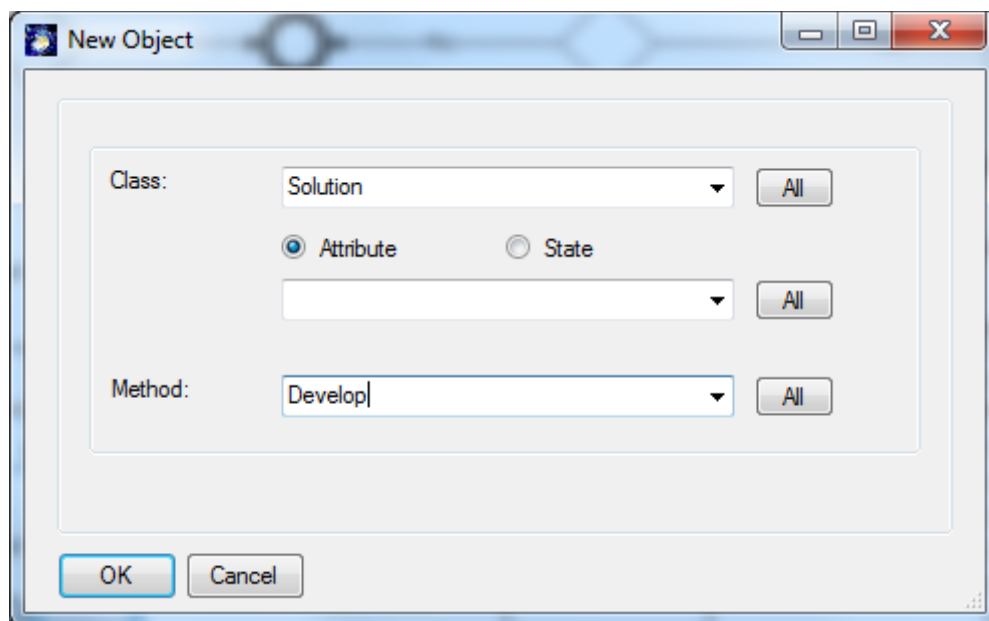 New Object
Class: Solution All
Attribute State
All
Method: Develop All
OK Cancel